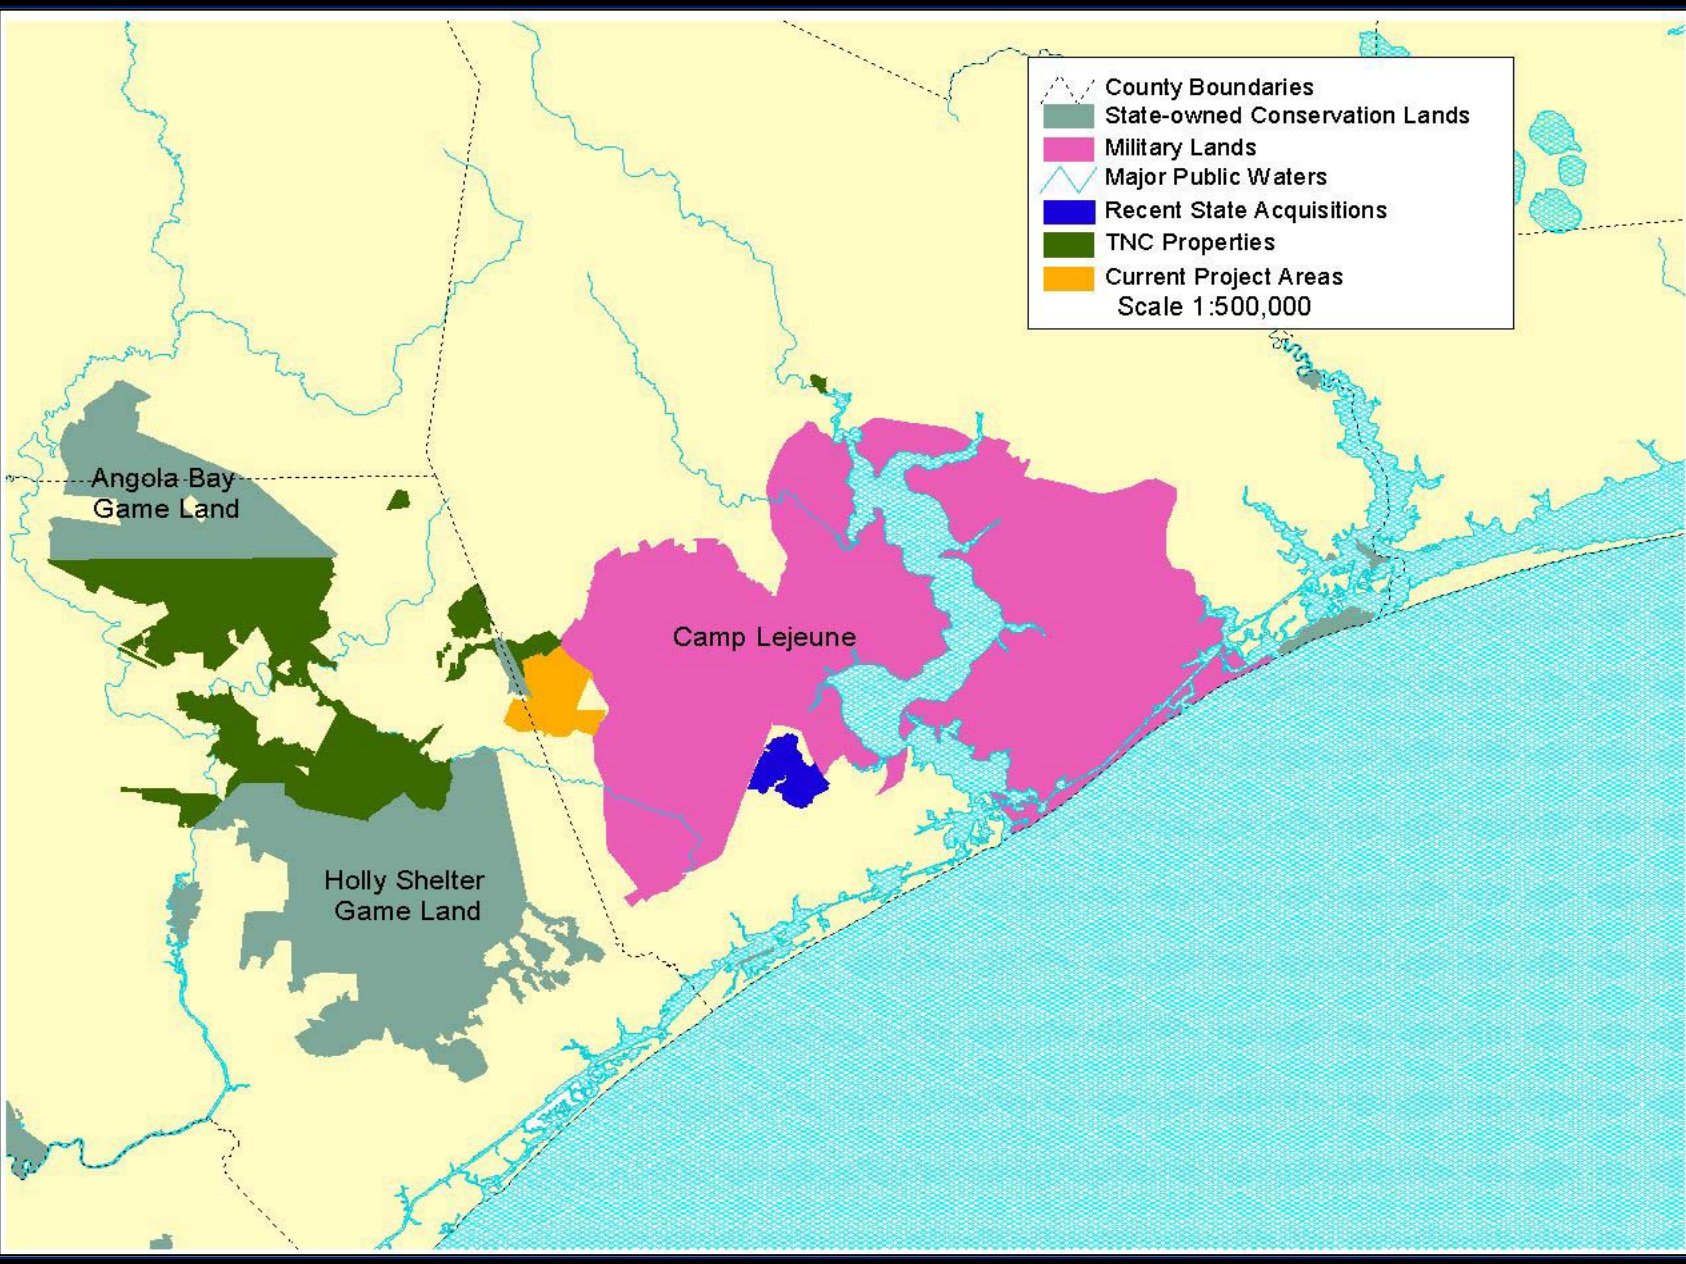 County Boundaries
State-owned Conservation Lands
Military Lands
Major Public Waters
Recent State Acquisitions
TNC Properties
Current Project Areas
Scale 1:500,000
Angola Bay
Game Land
Camp Lejeune
Holly Shelter
Game Land